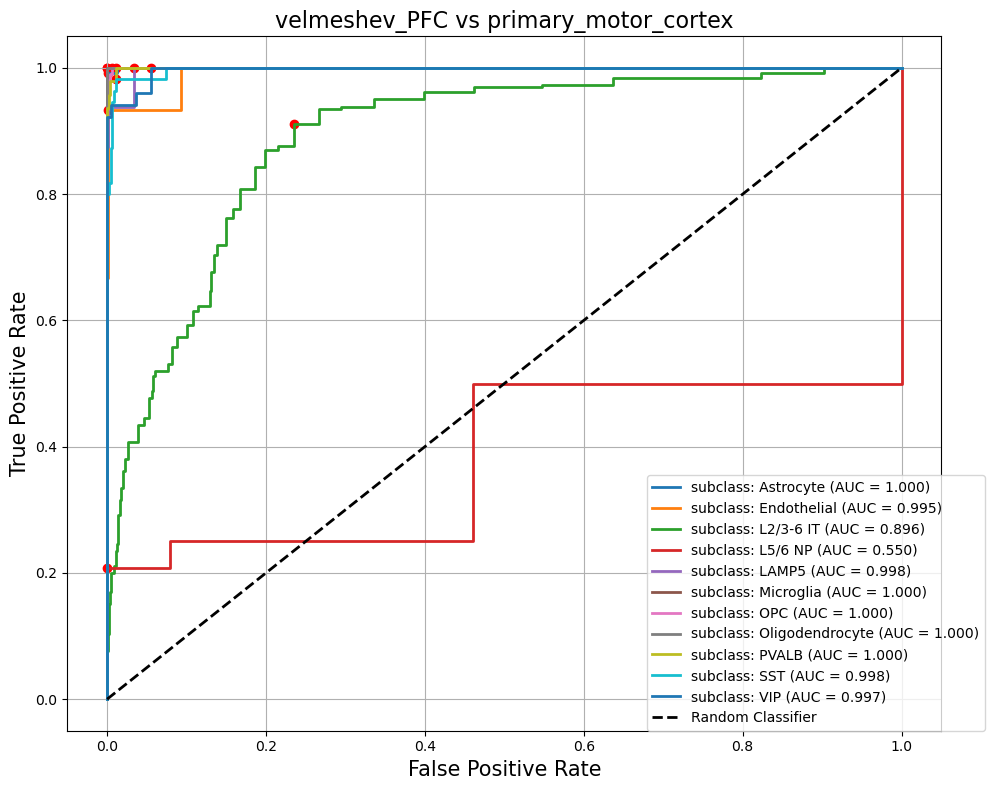 velmeshev_PFC vs primary_motor_cortex
True Positive Rate
1.0
0.8
0.6
0.4
0.2
0.0
subclass: Astrocyte (AUC = 1.000)
subclass: Endothelial (AUC = 0.995)
subclass: L2/3-6 IT (AUC = 0.896)
subclass: L5/6 NP (AUC = 0.550)
subclass: LAMP5 (AUC = 0.998)
subclass: Microglia (AUC = 1.000)
subclass: OPC (AUC = 1.000)
subclass: Oligodendrocyte (AUC = 1.000)
subclass: PVALB (AUC = 1.000)
subclass: SST (AUC = 0.998)
subclass: VIP (AUC = 0.997)
Random Classifier
0.0 0.2 0.4 0.6 0.8 1.0
False Positive Rate